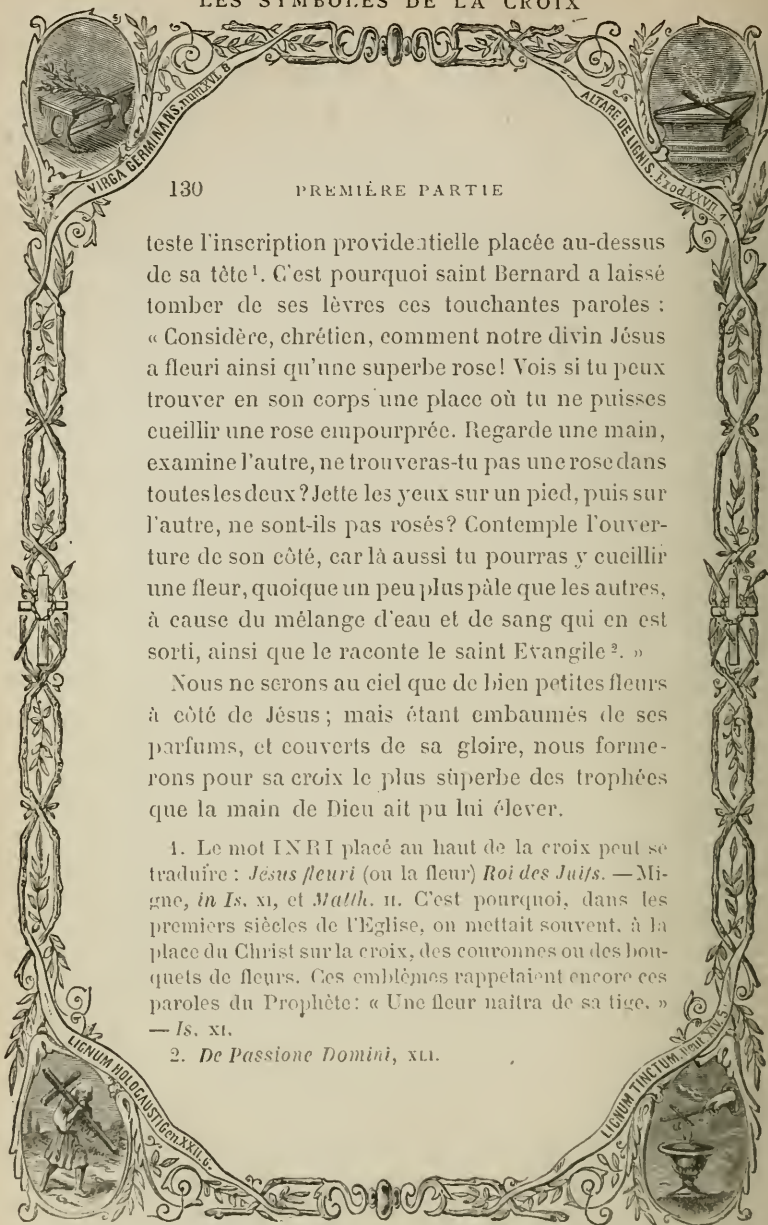 LES SYMBOLES DE LA CROIX
VIRGA GERMINANS. num XVI. 8
ALTARE DE LIGNIS. Exod. XXVII. 1.
130 PREMIÈRE PARTIE
teste l'inscription providentielle placée au-dessus
de sa tête¹. C'est pourquoi saint Bernard a laissé
tomber de ses lèvres ces touchantes paroles :
« Considère, chrétien, comment notre divin Jésus
a fleuri ainsi qu'une superbe rose! Vois si tu peux
trouver en son corps une place où tu ne puisses
cueillir une rose empourprée. Regarde une main,
examine l'autre, ne trouveras-tu pas une rose dans
toutes les deux? Jette les yeux sur un pied, puis sur
l'autre, ne sont-ils pas rosés? Contemple l'ouver-
ture de son côté, car là aussi tu pourras y cueillir
une fleur, quoique un peu plus pâle que les autres,
à cause du mélange d'eau et de sang qui en est
sorti, ainsi que le raconte le saint Evangile². »
Nous ne serons au ciel que de bien petites fleurs
à côté de Jésus; mais étant embaumés de ses
parfums, et couverts de sa gloire, nous forme-
rons pour sa croix le plus superbe des trophées
que la main de Dieu ait pu lui élever.
1. Le mot INRI placé au haut de la croix peut se
traduire : Jésus fleuri (ou la fleur) Roi des Juifs. — Mi-
gne, in Is. XI, et Matth. II. C'est pourquoi, dans les
premiers siècles de l'Eglise, on mettait souvent, à la
place du Christ sur la croix, des couronnes ou des bou-
quets de fleurs. Ces emblèmes rappelaient encore ces
paroles du Prophète: « Une fleur naîtra de sa tige. »
— Is. XI.
2. De Passione Domini, XLI.
LIGNUM HOLOCAUSTI Gen. XXII. 6.
LIGNUM TINCTUM. XIV. 5.